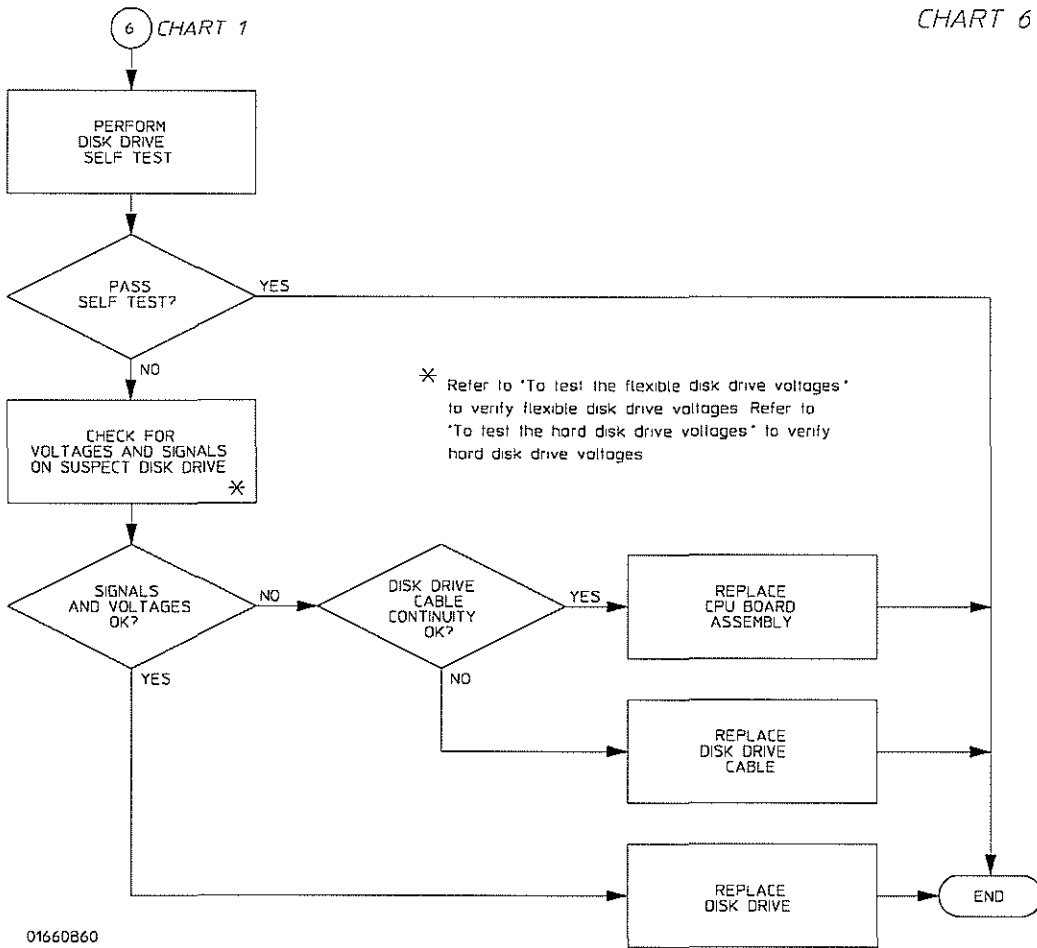 6 CHART 1
CHART 6
PERFORM
DISK DRIVE
SELF TEST
PASS
SELF TEST?
YES
NO
* Refer to "To test the flexible disk drive voltages"
to verify flexible disk drive voltages Refer to
"To test the hard disk drive voltages" to verify
hard disk drive voltages
CHECK FOR
VOLTAGES AND SIGNALS
ON SUSPECT DISK DRIVE
*
SIGNALS
AND VOLTAGES
OK?
NO
YES
DISK DRIVE
CABLE
CONTINUITY
OK?
YES
NO
REPLACE
CPU BOARD
ASSEMBLY
REPLACE
DISK DRIVE
CABLE
REPLACE
DISK DRIVE
END
01660B60